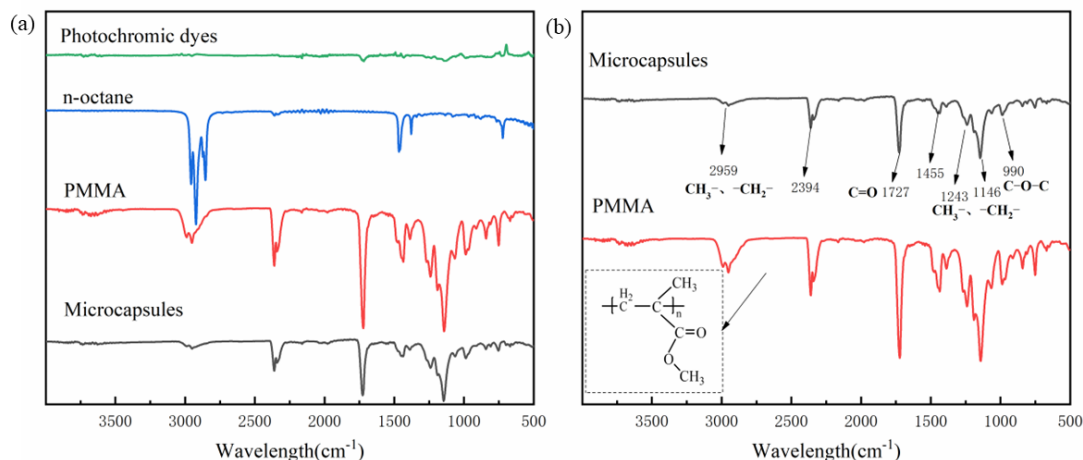 (a)
Photochromic dyes
n-octane
PMMA
Microcapsules
3500 3000 2500 2000 1500 1000 500
Wavelength(cm⁻¹)
(b)
Microcapsules
2959
CH₃⁻、⁻CH₂⁻
2394
C=O 1727
1455
1243
CH₃⁻、⁻CH₂⁻
1146
990
C-O-C
PMMA
H₂
C
C
CH₃
n
C=O
O
CH₃
3500 3000 2500 2000 1500 1000 500
Wavelength(cm⁻¹)